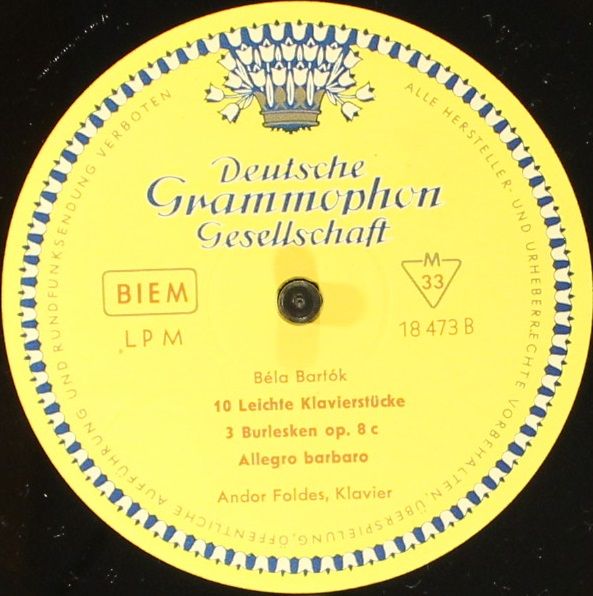 Deutsche
Grammophon
Gesellschaft
BIEM
M
33
LPM
18 473 B
Béla Bartók
10 Leichte Klavierstücke
3 Burlesken op. 8 c
Allegro barbaro
Andor Foldes, Klavier
ALLE HERSTELLER- UND URHEBERRECHTE VORBEHALTEN, ÜBERSPIELUNG, ÖFFENTLICHE AUFFÜHRUNG UND RUNDFUNKSENDUNG VERBOTEN